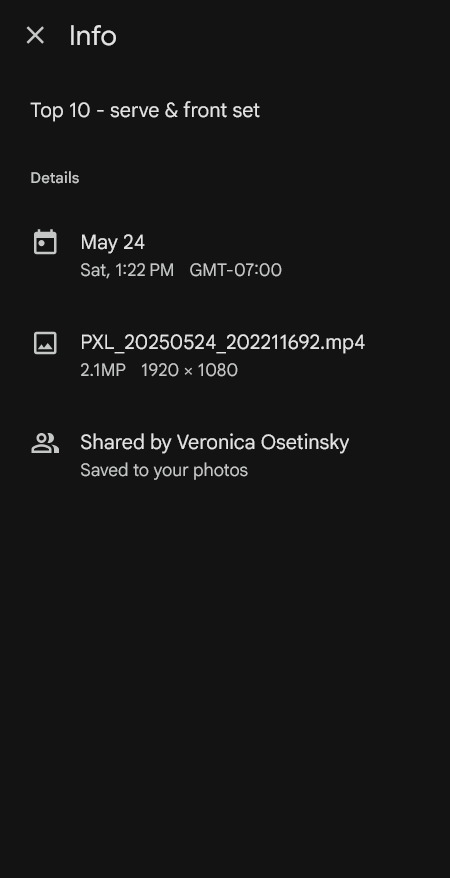 Info
Top 10 - serve & front set
Details
May 24
Sat, 1:22 PM GMT-07:00
PXL_20250524_202211692.mp4
2.1MP 1920 × 1080
Shared by Veronica Osetinsky
Saved to your photos